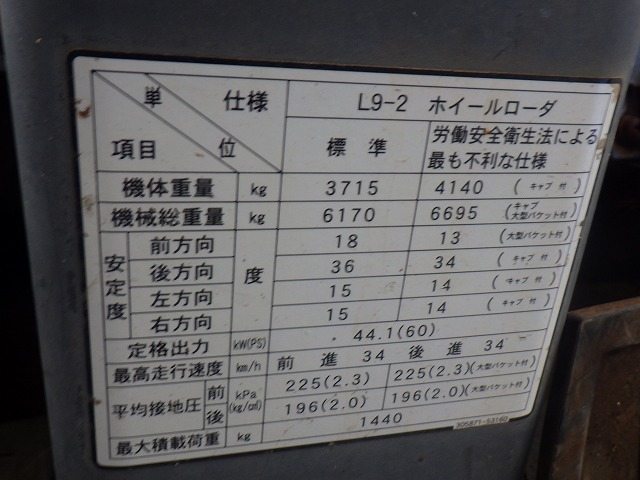 単 仕様 L9-2 ホイールローダ
項目 位 標準 労働安全衛生法による
最も不利な仕様
機体重量 kg 3715 4140 (キャブ 付)
機械総重量 kg 6170 6695 (キャブ 大型バケット付)
安定度 前方向 度 18 13 (大型バケット付)
後方向 36 34 (キャブ 付)
左方向 15 14 (キャブ 付)
右方向 15 14 (キャブ 付)
定格出力 kW(PS) 44.1(60)
最高走行速度 km/h 前進34 後進34
平均接地圧 前 kPa (kg/c㎡) 225(2.3) 225(2.3) (大型バケット付)
後 196(2.0) 196(2.0) (大型バケット付)
最大積載荷重 kg 1440
305871-53160